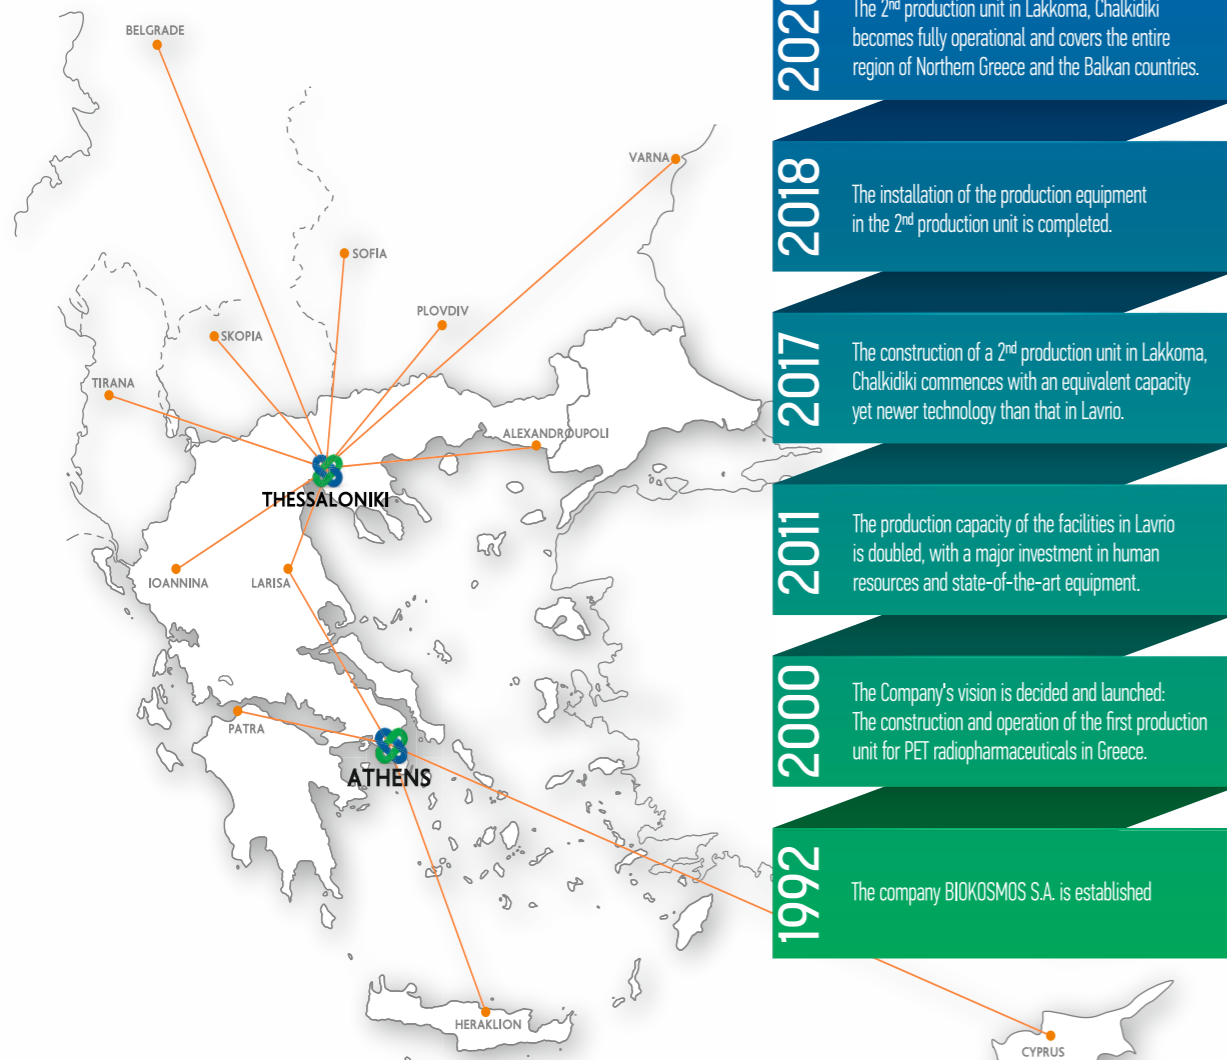 BELGRADE
VARNA
SOFIA
PLOVDIV
SKOPIA
TIRANA
ALEXANDROUPOLI
THESSALONIKI
IOANNINA
LARISA
PATRA
ATHENS
HERAKLION
CYPRUS
The 2nd production unit in Lakkoma, Chalkidiki
becomes fully operational and covers the entire
region of Northern Greece and the Balkan countries.
2018
The installation of the production equipment
in the 2nd production unit is completed.
2017
The construction of a 2nd production unit in Lakkoma,
Chalkidiki commences with an equivalent capacity
yet newer technology than that in Lavrio.
2011
The production capacity of the facilities in Lavrio
is doubled, with a major investment in human
resources and state-of-the-art equipment.
2000
The Company's vision is decided and launched:
The construction and operation of the first production
unit for PET radiopharmaceuticals in Greece.
1992
The company BIOKOSMOS S.A. is established